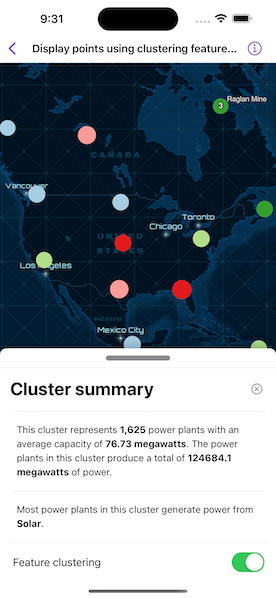 9:31
Display points using clustering feature...
3
Raglan Mine
CANADA
Vancouver
Toronto
Chicago
UNITED
STATES
Los Angeles
MÉXICO
Mexico City
Cluster summary
This cluster represents 1,625 power plants with an
average capacity of 76.73 megawatts. The power
plants in this cluster produce a total of 124684.1
megawatts of power.
Most power plants in this cluster generate power from
Solar.
Feature clustering